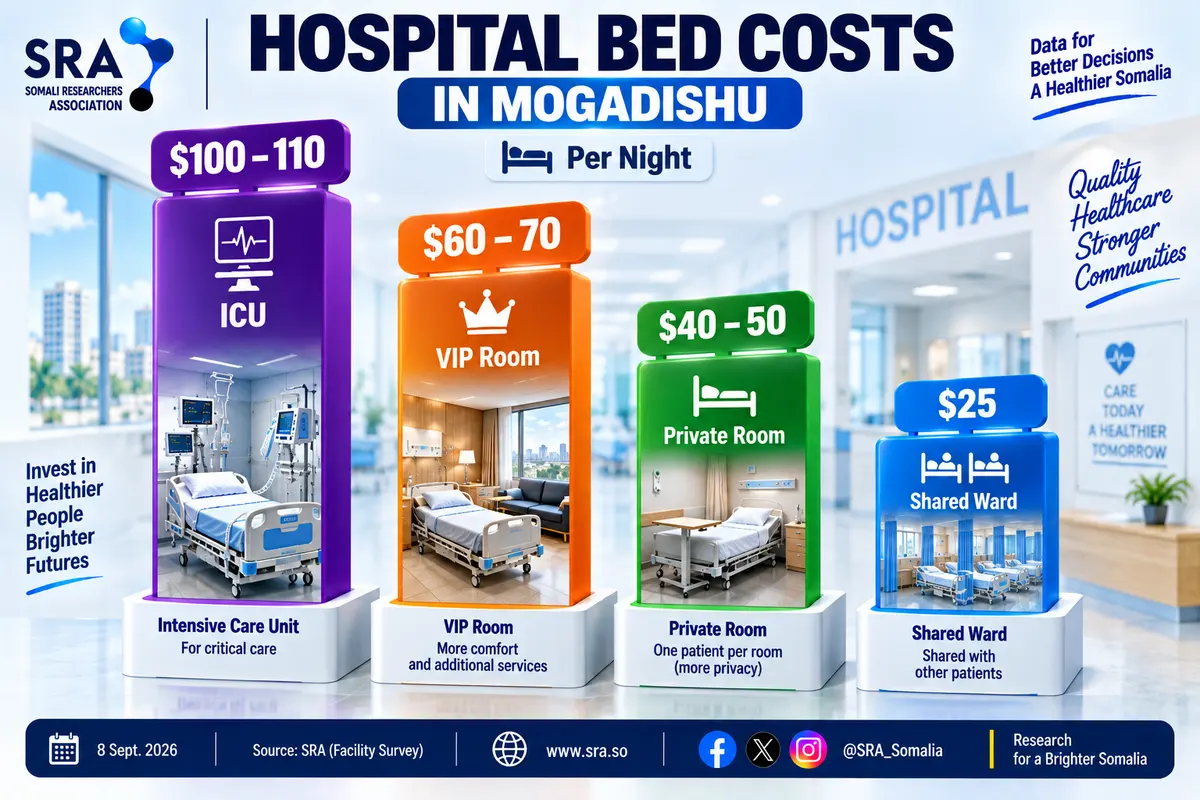 SRA
SOMALI RESEARCHERS
ASSOCIATION
HOSPITAL BED COSTS
IN MOGADISHU
Per Night
Data for
Better Decisions
A Healthier Somalia
Quality
Healthcare
Stronger
Communities
HOSPITAL
CARE
TODAY
A HEALTHIER
TOMORROW
Invest in
Healthier
People
Brighter
Futures
$100 – 110
ICU
Intensive Care Unit
For critical care
$60 – 70
VIP Room
VIP Room
More comfort
and additional services
$40 – 50
Private Room
Private Room
One patient per room
(more privacy)
$25
Shared Ward
Shared Ward
Shared with
other patients
8 Sept. 2026
Source: SRA (Facility Survey)
www.sra.so
@SRA_Somalia
Research
for a Brighter Somalia